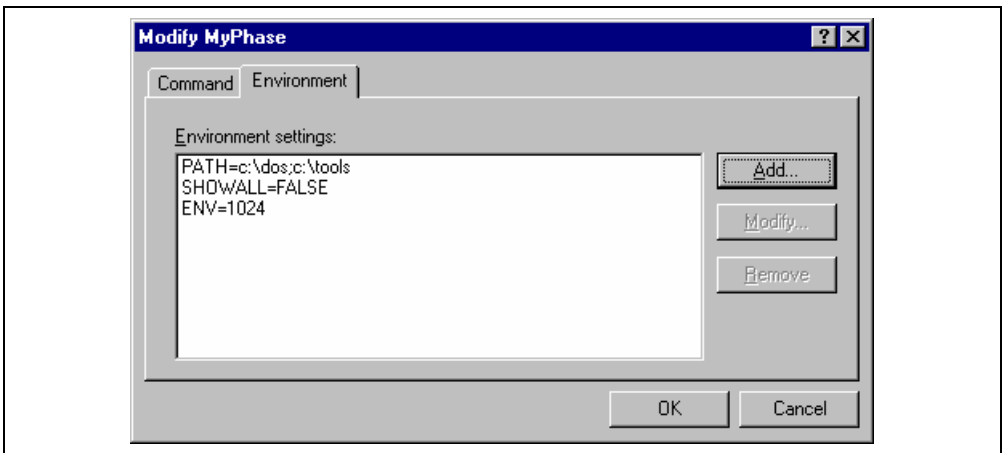 Modify MyPhase
Command Environment
Environment settings:
PATH=c:\dos;c:\tools
SHOWALL=FALSE
ENV=1024
Add...
Modify...
Remove
OK Cancel